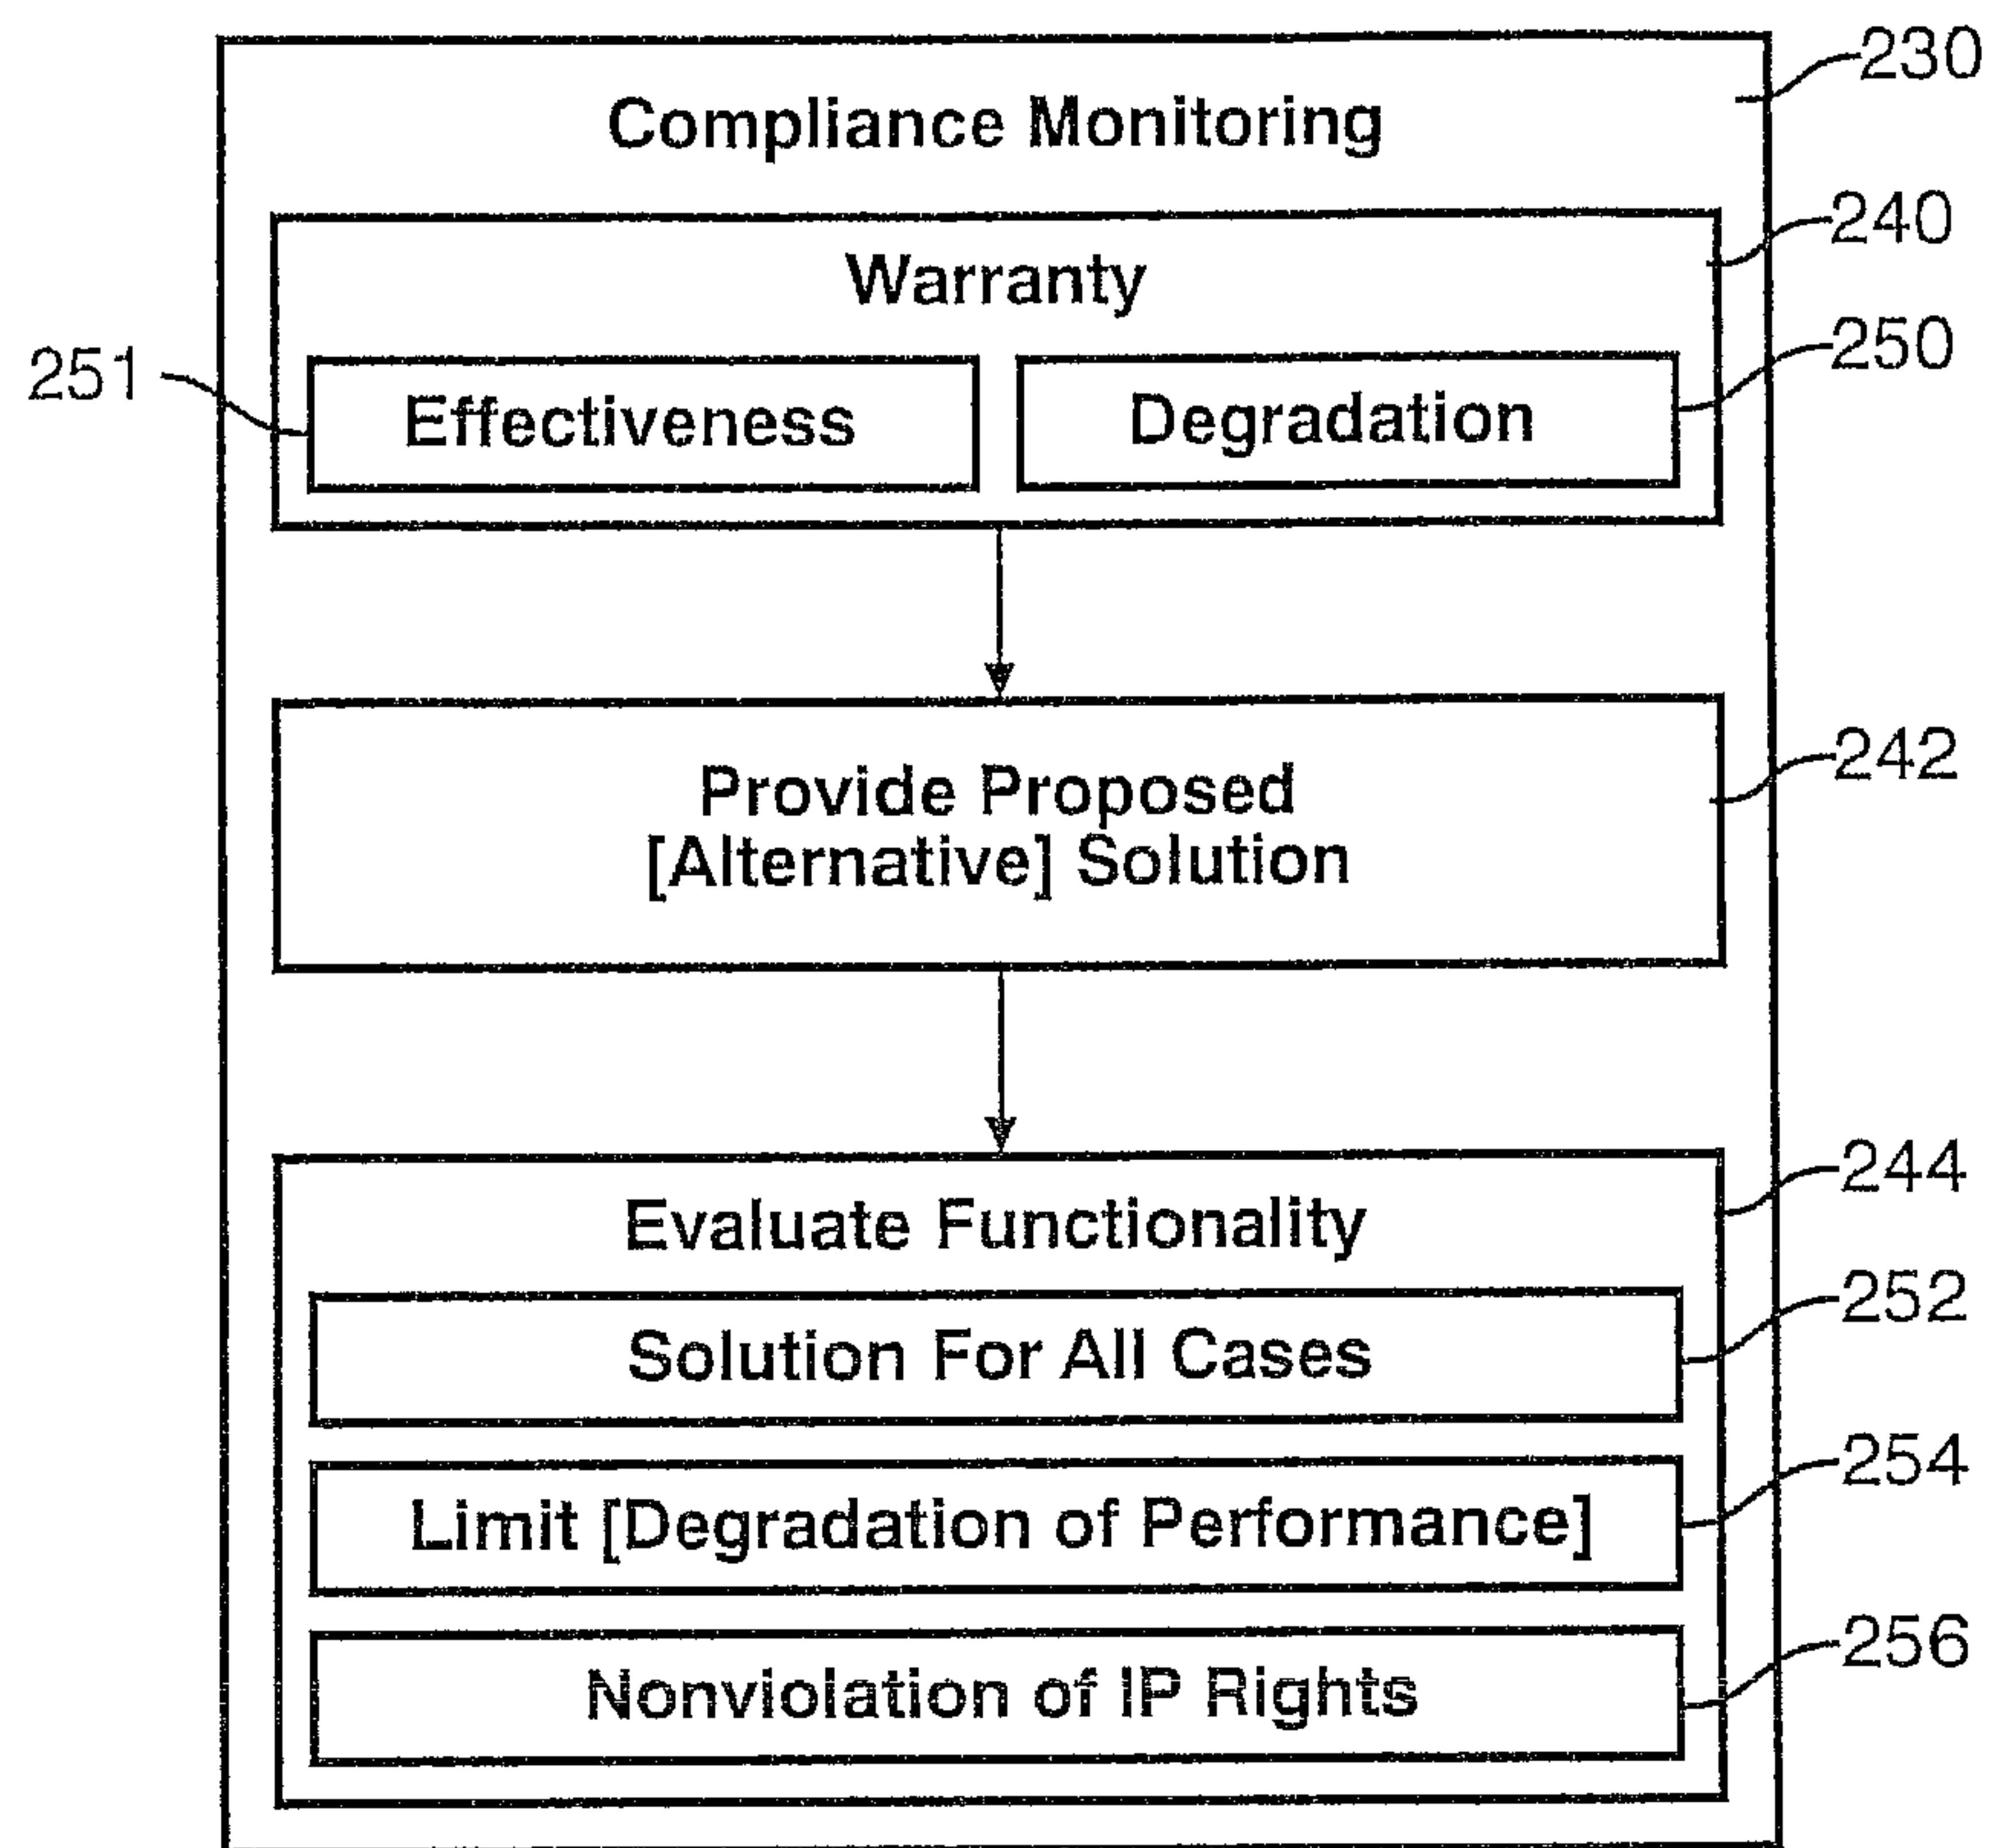 230
Compliance Monitoring
240
Warranty
250
251
Effectiveness
Degradation
242
Provide Proposed
[Alternative] Solution
244
Evaluate Functionality
252
Solution For All Cases
254
Limit [Degradation of Performance]
256
Nonviolation of IP Rights